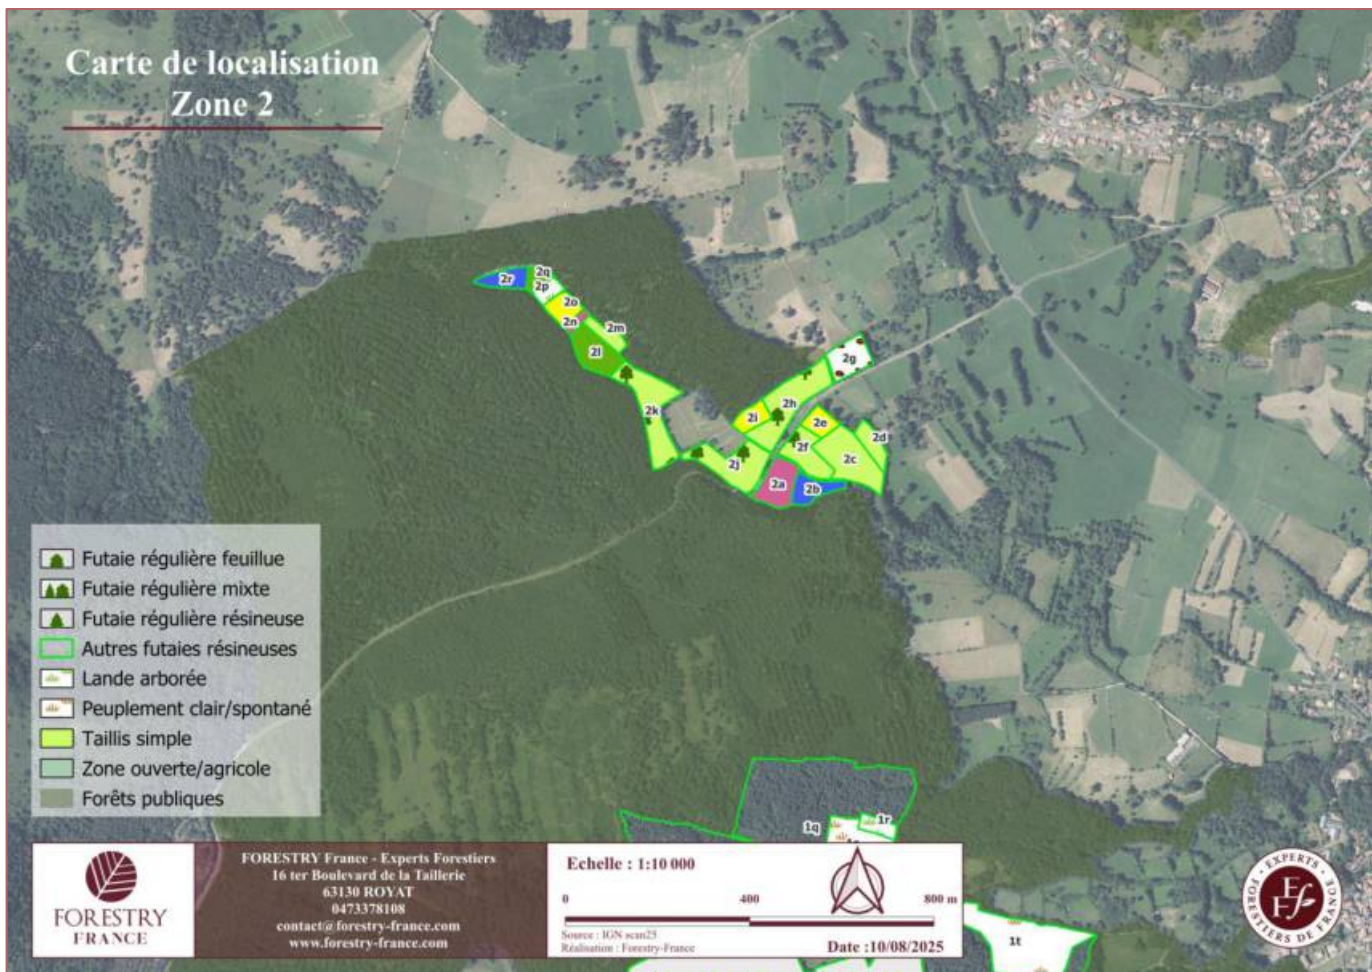 Carte de localisation
Zone 2
2r
2q
2p
2o
2n
2m
2l
2k
2g
2h
2i
2e
2d
2f
2c
2j
2a
2b
Futaie régulière feuillue
Futaie régulière mixte
Futaie régulière résineuse
Autres futaies résineuses
Lande arborée
Peuplement clair/spontané
Taillis simple
Zone ouverte/agricole
Forêts publiques
1q
1r
FORESTRY
FRANCE
FORESTRY France - Experts Forestiers
16 ter Boulevard de la Taillerie
63130 ROYAT
0473378108
contact@forestry-france.com
www.forestry-france.com
Echelle : 1:10 000
0 400 800 m
Source : IGN scan25
Réalisation : Forestry-France
Date :10/08/2025
• EXPERTS •
FORESTIERS DE FRANCE
1t